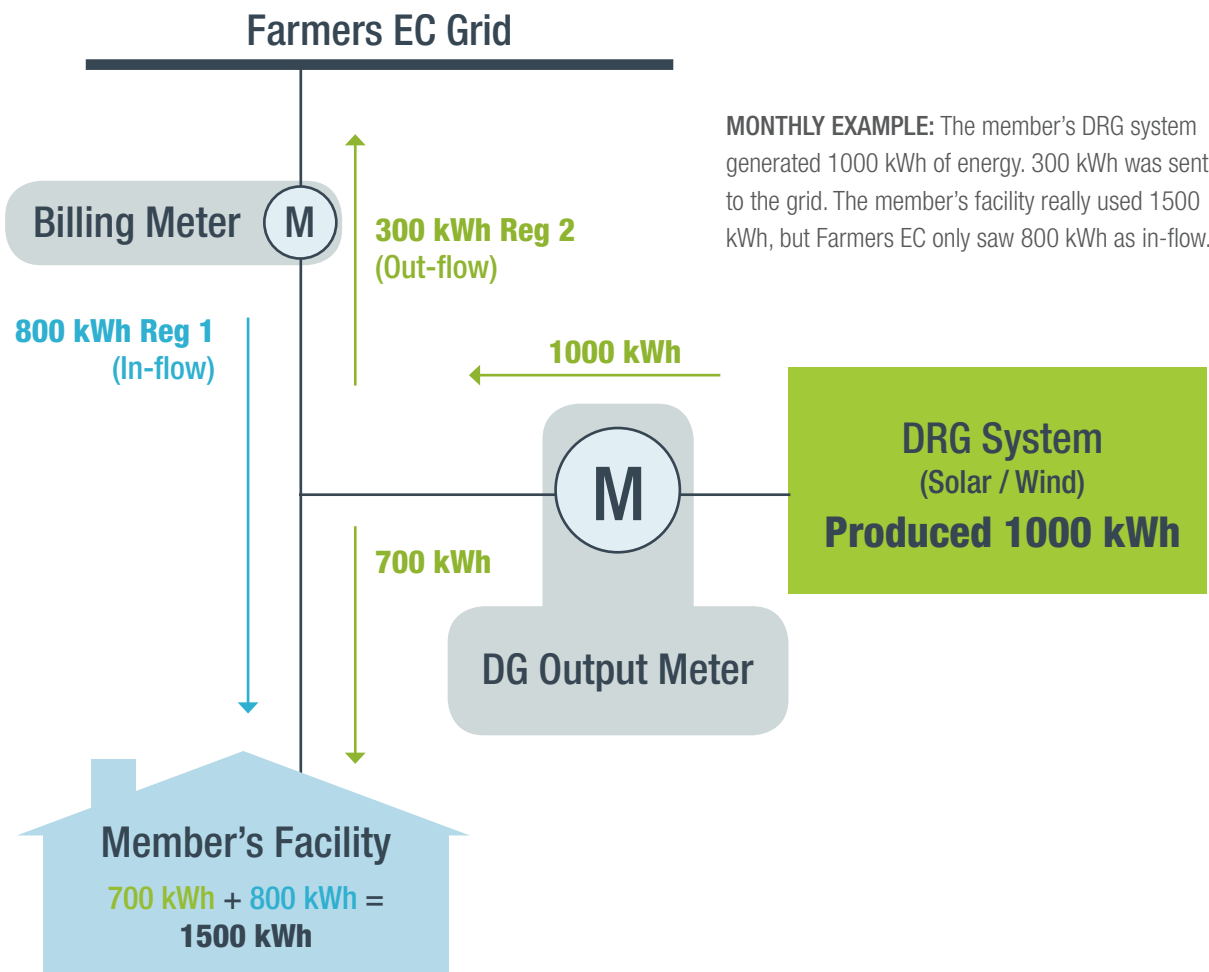 Farmers EC Grid
MONTHLY EXAMPLE: The member’s DRG system
generated 1000 kWh of energy. 300 kWh was sent
to the grid. The member’s facility really used 1500
kWh, but Farmers EC only saw 800 kWh as in-flow.
Billing Meter
M
300 kWh Reg 2
(Out-flow)
800 kWh Reg 1
(In-flow)
1000 kWh
DRG System
(Solar / Wind)
Produced 1000 kWh
M
700 kWh
DG Output Meter
Member’s Facility
700 kWh + 800 kWh =
1500 kWh